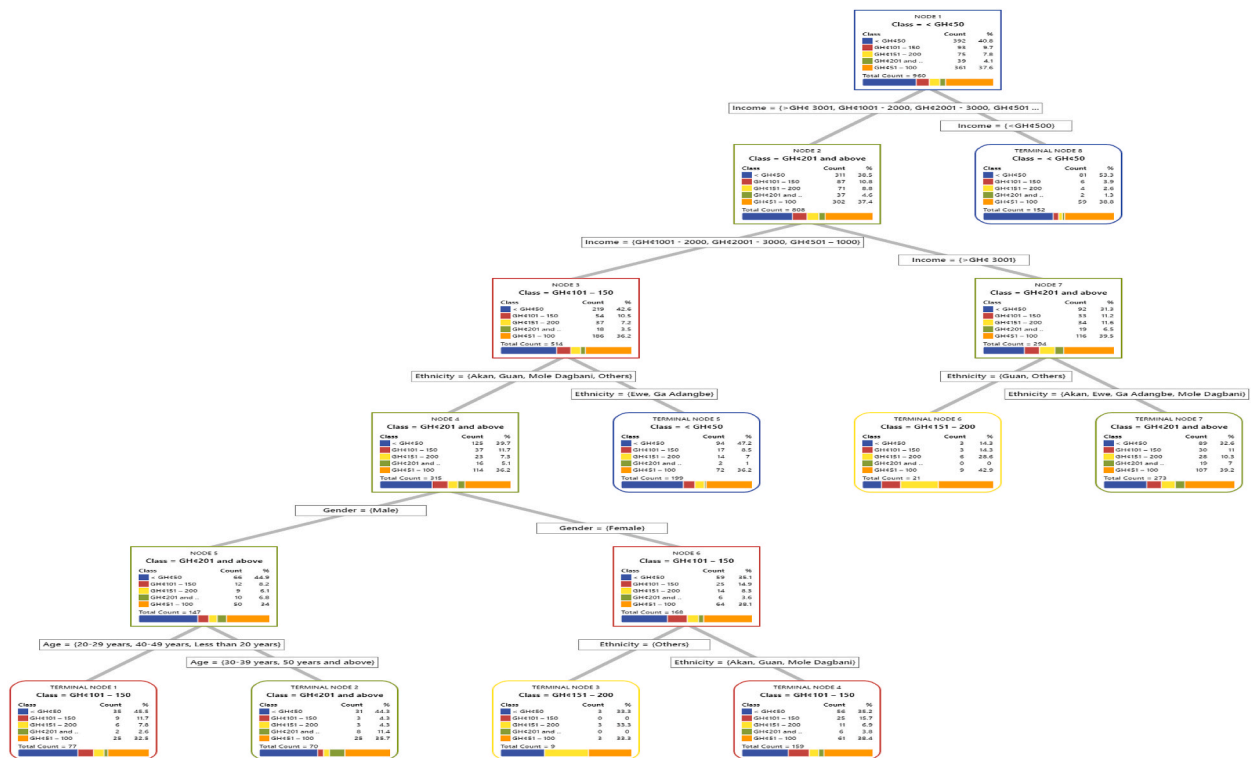 NODE 1
Class = < GH¢50
Class Count %
< GH¢50 392 40.8
GH¢101 – 150 93 9.7
GH¢151 – 200 75 7.8
GH¢201 and .. 39 4.1
GH¢51 – 100 361 37.6
Total Count = 960
Income = {>GH¢ 3001, GH¢1001 - 2000, GH¢2001 - 3000, GH¢501 ...
Income = {<GH¢500}
NODE 2
Class = GH¢201 and above
Class Count %
< GH¢50 311 38.5
GH¢101 – 150 87 10.8
GH¢151 – 200 71 8.8
GH¢201 and .. 37 4.6
GH¢51 – 100 302 37.4
Total Count = 808
TERMINAL NODE 8
Class = < GH¢50
Class Count %
< GH¢50 81 53.3
GH¢101 – 150 6 3.9
GH¢151 – 200 4 2.6
GH¢201 and .. 2 1.3
GH¢51 – 100 59 38.8
Total Count = 152
Income = {GH¢1001 - 2000, GH¢2001 - 3000, GH¢501 – 1000}
Income = {>GH¢ 3001}
NODE 3
Class = GH¢101 – 150
Class Count %
< GH¢50 219 42.6
GH¢101 – 150 54 10.5
GH¢151 – 200 37 7.2
GH¢201 and .. 18 3.5
GH¢51 – 100 186 36.2
Total Count = 514
NODE 7
Class = GH¢201 and above
Class Count %
< GH¢50 92 31.3
GH¢101 – 150 33 11.2
GH¢151 – 200 34 11.6
GH¢201 and .. 19 6.5
GH¢51 – 100 116 39.5
Total Count = 294
Ethnicity = {Akan, Guan, Mole Dagbani, Others}
Ethnicity = {Ewe, Ga Adangbe}
Ethnicity = {Guan, Others}
Ethnicity = {Akan, Ewe, Ga Adangbe, Mole Dagbani}
NODE 4
Class = GH¢201 and above
Class Count %
< GH¢50 125 39.7
GH¢101 – 150 37 11.7
GH¢151 – 200 23 7.3
GH¢201 and .. 16 5.1
GH¢51 – 100 114 36.2
Total Count = 315
TERMINAL NODE 5
Class = < GH¢50
Class Count %
< GH¢50 94 47.2
GH¢101 – 150 17 8.5
GH¢151 – 200 14 7
GH¢201 and .. 2 1
GH¢51 – 100 72 36.2
Total Count = 199
TERMINAL NODE 6
Class = GH¢151 – 200
Class Count %
< GH¢50 3 14.3
GH¢101 – 150 3 14.3
GH¢151 – 200 6 28.6
GH¢201 and .. 0 0
GH¢51 – 100 9 42.9
Total Count = 21
TERMINAL NODE 7
Class = GH¢201 and above
Class Count %
< GH¢50 89 32.6
GH¢101 – 150 30 11
GH¢151 – 200 28 10.3
GH¢201 and .. 19 7
GH¢51 – 100 107 39.2
Total Count = 273
Gender = {Male}
Gender = {Female}
NODE 5
Class = GH¢201 and above
Class Count %
< GH¢50 66 44.9
GH¢101 – 150 12 8.2
GH¢151 – 200 9 6.1
GH¢201 and .. 10 6.8
GH¢51 – 100 50 34
Total Count = 147
NODE 6
Class = GH¢101 – 150
Class Count %
< GH¢50 59 35.1
GH¢101 – 150 25 14.9
GH¢151 – 200 14 8.3
GH¢201 and .. 6 3.6
GH¢51 – 100 64 38.1
Total Count = 168
Age = {20-29 years, 40-49 years, Less than 20 years}
Age = {30-39 years, 50 years and above}
Ethnicity = {Others}
Ethnicity = {Akan, Guan, Mole Dagbani}
TERMINAL NODE 1
Class = GH¢101 – 150
Class Count %
< GH¢50 35 45.5
GH¢101 – 150 9 11.7
GH¢151 – 200 6 7.8
GH¢201 and .. 2 2.6
GH¢51 – 100 25 32.5
Total Count = 77
TERMINAL NODE 2
Class = GH¢201 and above
Class Count %
< GH¢50 31 44.3
GH¢101 – 150 3 4.3
GH¢151 – 200 3 4.3
GH¢201 and .. 8 11.4
GH¢51 – 100 25 35.7
Total Count = 70
TERMINAL NODE 3
Class = GH¢151 – 200
Class Count %
< GH¢50 3 33.3
GH¢101 – 150 0 0
GH¢151 – 200 3 33.3
GH¢201 and .. 0 0
GH¢51 – 100 3 33.3
Total Count = 9
TERMINAL NODE 4
Class = GH¢101 – 150
Class Count %
< GH¢50 56 35.2
GH¢101 – 150 25 15.7
GH¢151 – 200 11 6.9
GH¢201 and .. 6 3.8
GH¢51 – 100 61 38.4
Total Count = 159